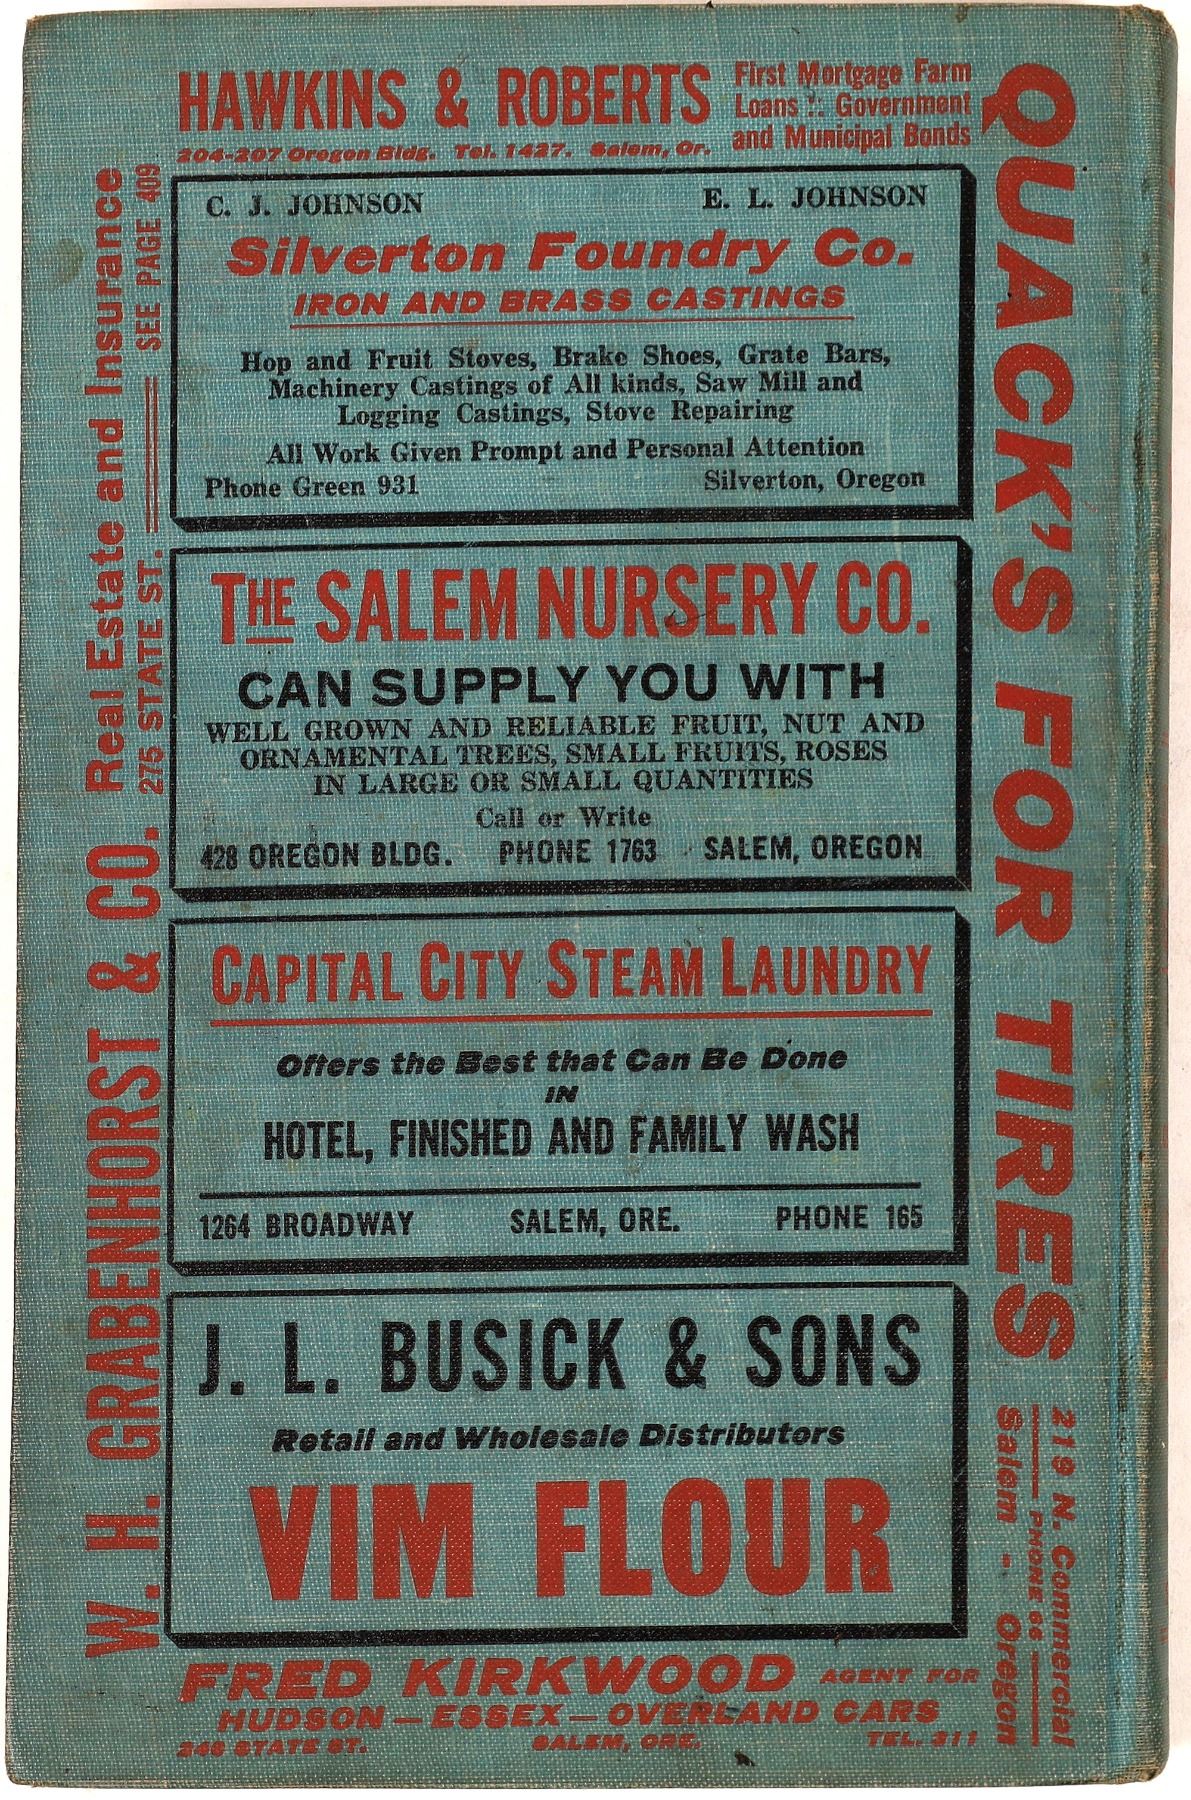 HAWKINS & ROBERTS
First Mortgage Farm
Loans :: Government
and Municipal Bonds
204-207 Oregon Bldg. Tel. 1427. Salem, Or.
C. J. JOHNSON E. L. JOHNSON
Silverton Foundry Co.
IRON AND BRASS CASTINGS
Hop and Fruit Stoves, Brake Shoes, Grate Bars,
Machinery Castings of All kinds, Saw Mill and
Logging Castings, Stove Repairing
All Work Given Prompt and Personal Attention
Phone Green 931 Silverton, Oregon
THE SALEM NURSERY CO.
CAN SUPPLY YOU WITH
WELL GROWN AND RELIABLE FRUIT, NUT AND
ORNAMENTAL TREES, SMALL FRUITS, ROSES
IN LARGE OR SMALL QUANTITIES
Call or Write
428 OREGON BLDG. PHONE 1763 SALEM, OREGON
CAPITAL CITY STEAM LAUNDRY
Offers the Best that Can Be Done
IN
HOTEL, FINISHED AND FAMILY WASH
1264 BROADWAY SALEM, ORE. PHONE 165
J. L. BUSICK & SONS
Retail and Wholesale Distributors
VIM FLOUR
FRED KIRKWOOD AGENT FOR
HUDSON — ESSEX — OVERLAND CARS
246 STATE ST. SALEM, ORE. TEL. 311
W. H. GRABENHORST & CO. Real Estate and Insurance
275 STATE ST. SEE PAGE 409
QUACK'S FOR TIRES
219 N. Commercial
PHONE 66
Salem -:- Oregon